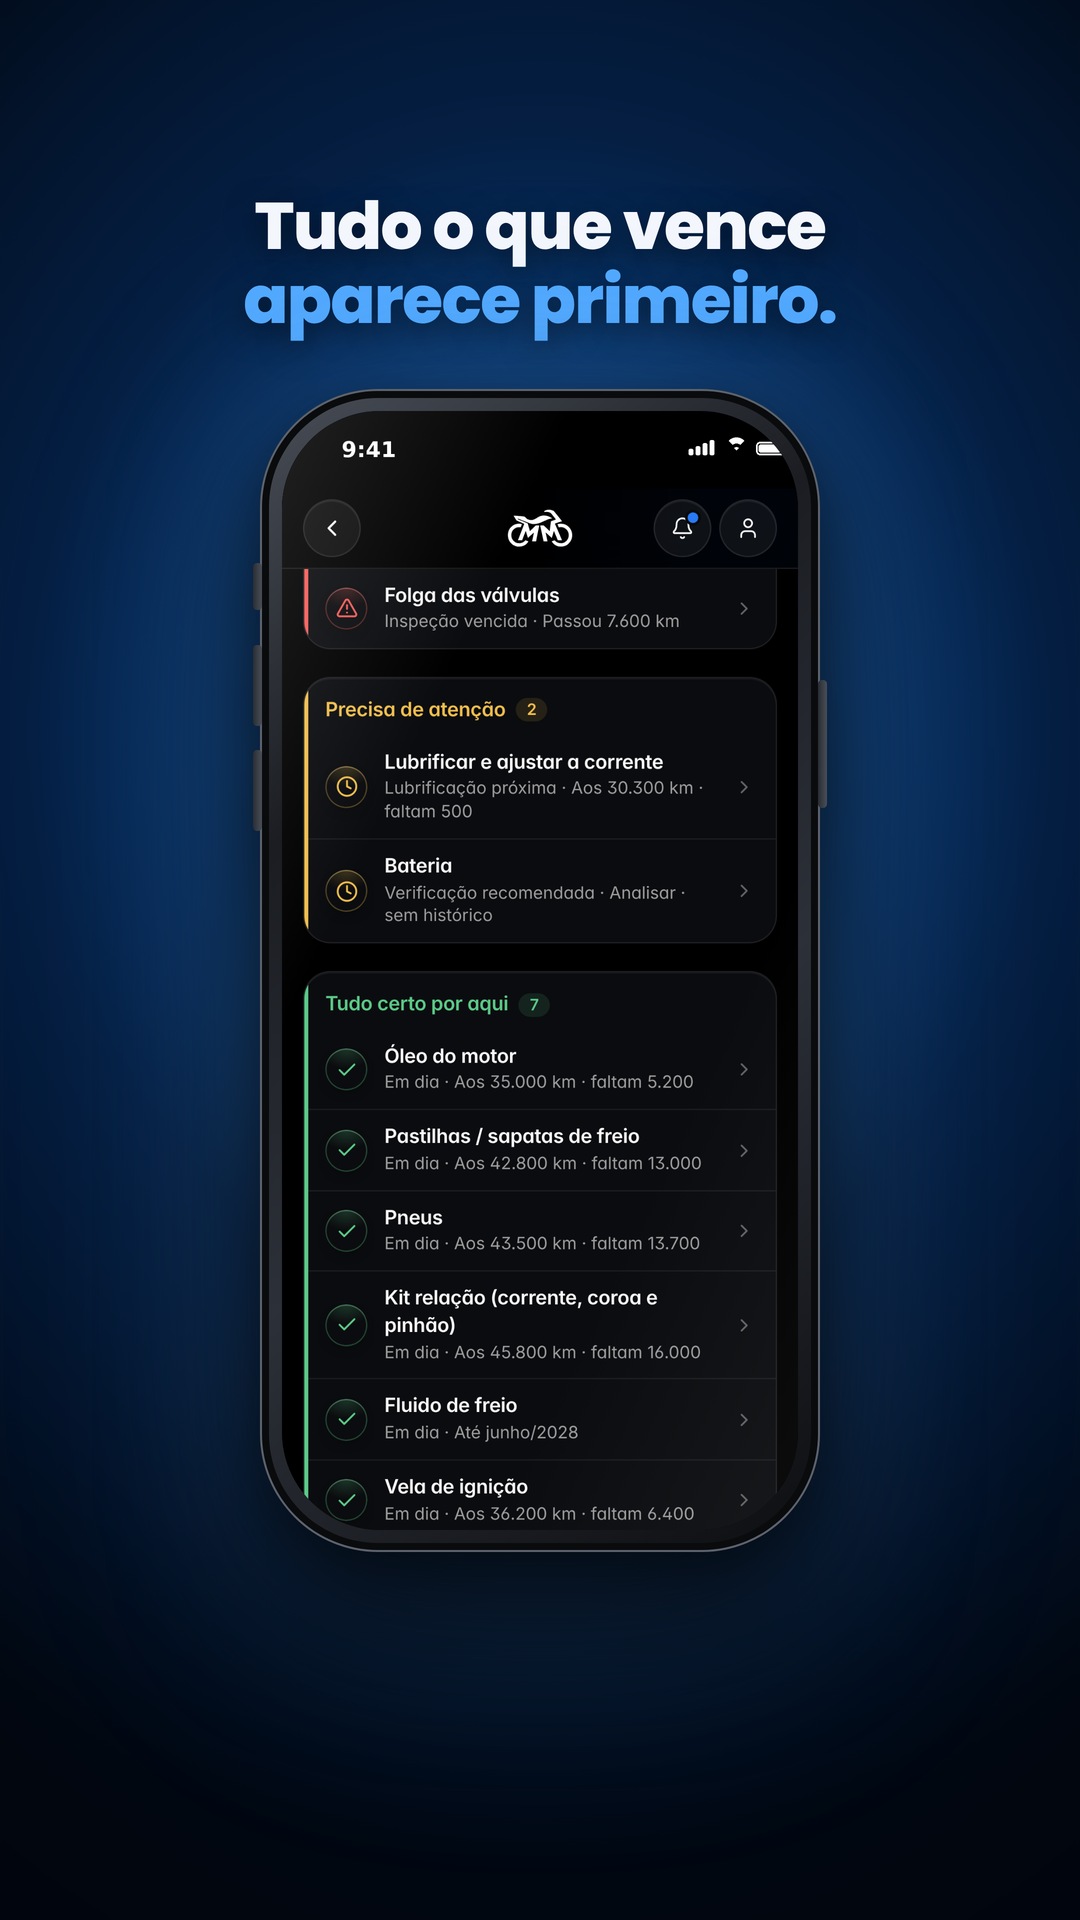 Tudo o que vence
aparece primeiro.
9:41
MM
Folga das válvulas
Inspeção vencida · Passou 7.600 km
Precisa de atenção 2
Lubrificar e ajustar a corrente
Lubrificação próxima · Aos 30.300 km ·
faltam 500
Bateria
Verificação recomendada · Analisar ·
sem histórico
Tudo certo por aqui 7
Óleo do motor
Em dia · Aos 35.000 km · faltam 5.200
Pastilhas / sapatas de freio
Em dia · Aos 42.800 km · faltam 13.000
Pneus
Em dia · Aos 43.500 km · faltam 13.700
Kit relação (corrente, coroa e
pinhão)
Em dia · Aos 45.800 km · faltam 16.000
Fluido de freio
Em dia · Até junho/2028
Vela de ignição
Em dia · Aos 36.200 km · faltam 6.400